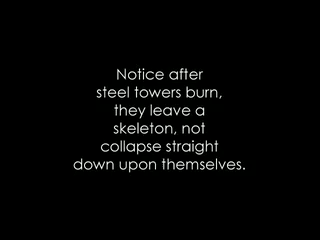 Notice after
steel towers burn,
they leave a
skeleton, not
collapse straight
down upon themselves.